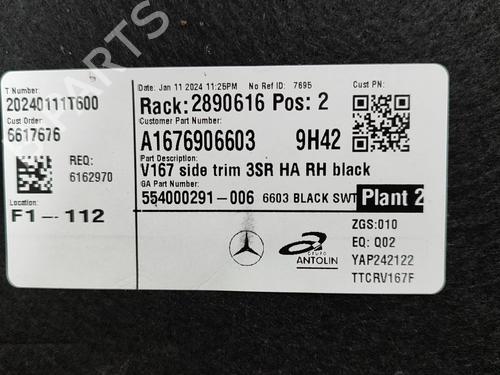 T Number:
20240111T600
Cust Order:
6617676
REQ:
6162970
Location:
F1-112
Date: Jan 11 2024 11:25PM No Ref ID: 7695
Rack:2890616 Pos: 2
Customer Part Number:
A1676906603 9H42
Part Description:
V167 side trim 3SR HA RH black
GA Part Number:
554000291-006 6603 BLACK SWT
Plant 2
Cust PN:
GRUPO
ANTOLIN
ZGS:010
EQ: Q02
YAP242122
TTCRV167F